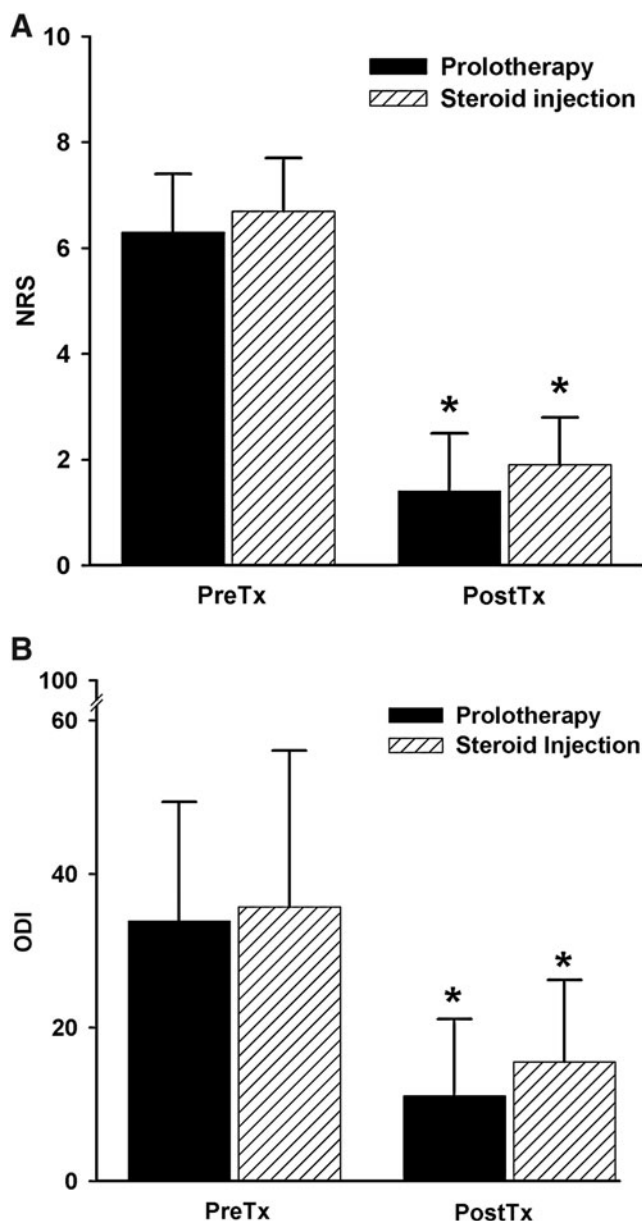 A
10
8
6
4
2
0
NRS
Prolotherapy
Steroid injection
*
*
PreTx
PostTx
B
100
60
40
20
0
ODI
Prolotherapy
Steroid Injection
*
*
PreTx
PostTx